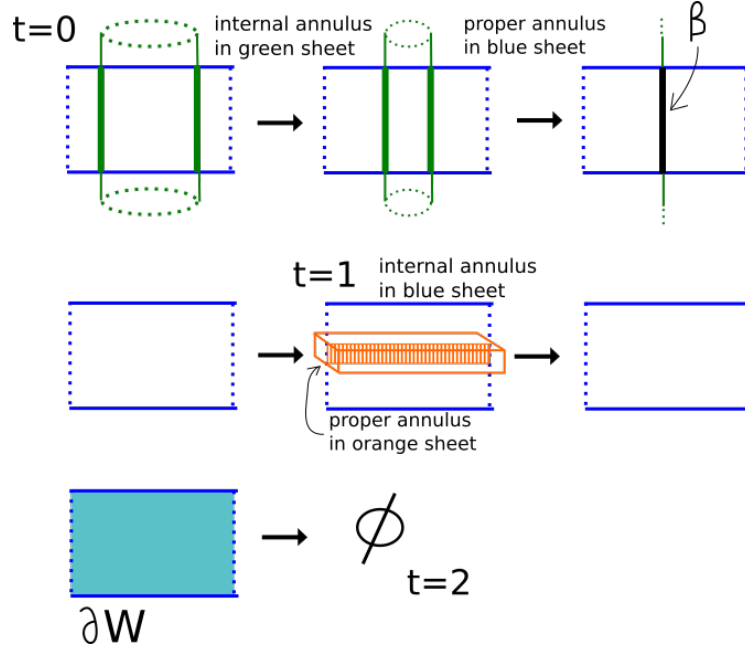 t=0
internal annulus
in green sheet
proper annulus
in blue sheet
β
t=1
internal annulus
in blue sheet
proper annulus
in orange sheet
∂W
ϕ
t=2